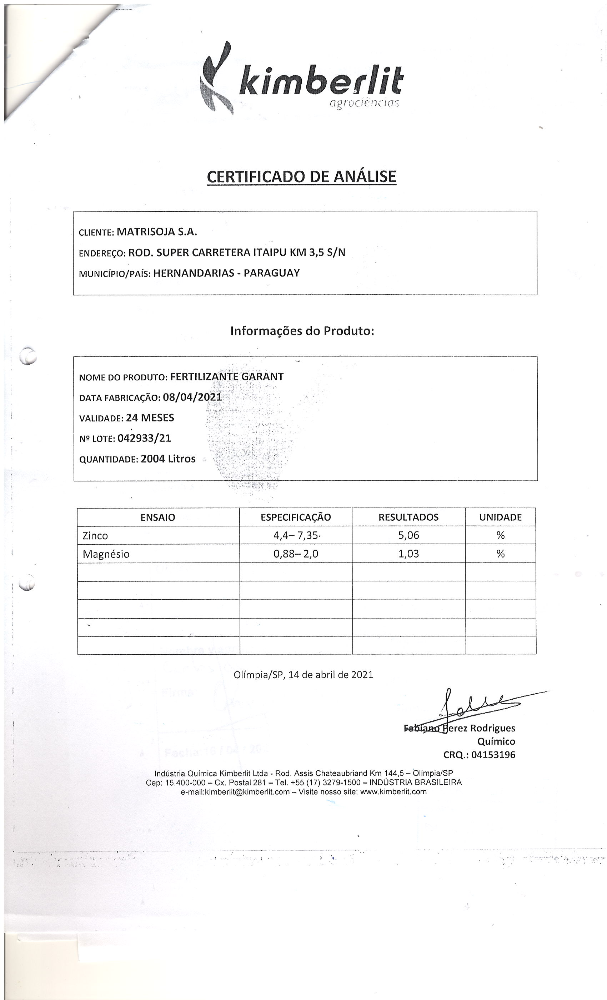 kimberlit
agrociências
CERTIFICADO DE ANÁLISE
CLIENTE: MATRISOJA S.A.
ENDEREÇO: ROD. SUPER CARRETERA ITAIPU KM 3,5 S/N
MUNICÍPIO/PAÍS: HERNANDARIAS - PARAGUAY
Informações do Produto:
NOME DO PRODUTO: FERTILIZANTE GARANT
DATA FABRICAÇÃO: 08/04/2021
VALIDADE: 24 MESES
Nº LOTE: 042933/21
QUANTIDADE: 2004 Litros
ENSAIO ESPECIFICAÇÃO RESULTADOS UNIDADE
Zinco 4,4– 7,35 5,06 %
Magnésio 0,88– 2,0 1,03 %
Olímpia/SP, 14 de abril de 2021
Fabiano Perez Rodrigues
Químico
CRQ.: 04153196
Indústria Química Kimberlit Ltda - Rod. Assis Chateaubriand Km 144,5 – Olímpia/SP
Cep: 15.400-000 – Cx. Postal 281 – Tel. +55 (17) 3279-1500 – INDÚSTRIA BRASILEIRA
e-mail:kimberlit@kimberlit.com – Visite nosso site: www.kimberlit.com
Firma